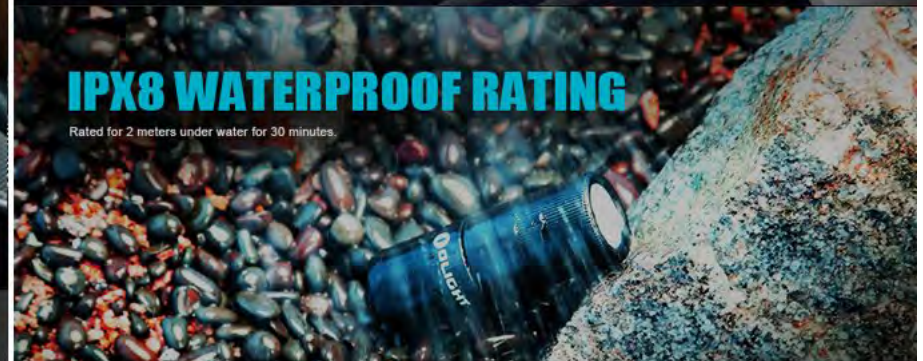 IPX8 WATERPROOF RATING
Rated for 2 meters under water for 30 minutes.
OLIGHT